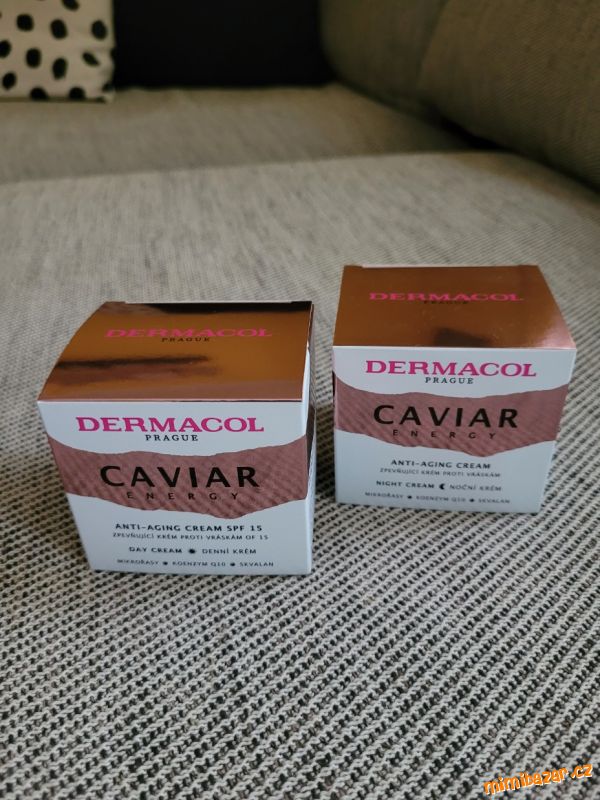 DERMACOL
PRAGUE
DERMACOL
PRAGUE
CAVIAR
ENERGY
ANTI-AGING CREAM SPF 15
ZPEVŇUJÍCÍ KRÉM PROTI VRÁSKÁM OF 15
DAY CREAM DENNÍ KRÉM
MIKROŘASY KOENZYM Q10 SKVALAN
DERMACOL
PRAGUE
DERMACOL
PRAGUE
CAVIAR
ENERGY
ANTI-AGING CREAM
ZPEVŇUJÍCÍ KRÉM PROTI VRÁSKÁM
NIGHT CREAM NOČNÍ KRÉM
MIKROŘASY KOENZYM Q10 SKVALAN
mimibazar.cz